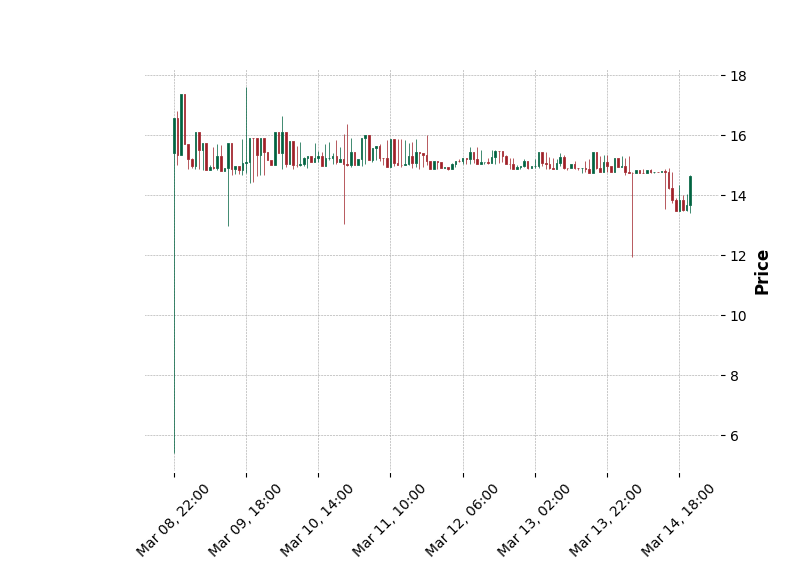 18
16
14
12
10
8
6
Price
Mar 08, 22:00
Mar 09, 18:00
Mar 10, 14:00
Mar 11, 10:00
Mar 12, 06:00
Mar 13, 02:00
Mar 13, 22:00
Mar 14, 18:00